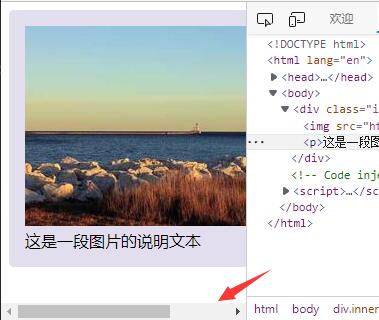 这是一段图片的说明文本
欢迎
<!DOCTYPE html>
<html lang="en">
<head>…</head>
<body>
<div class="i
<img src="ht
<p>这是一段图
</div>
<!-- Code inje
<script>…</sc
</body>
</html>
html body div.inner